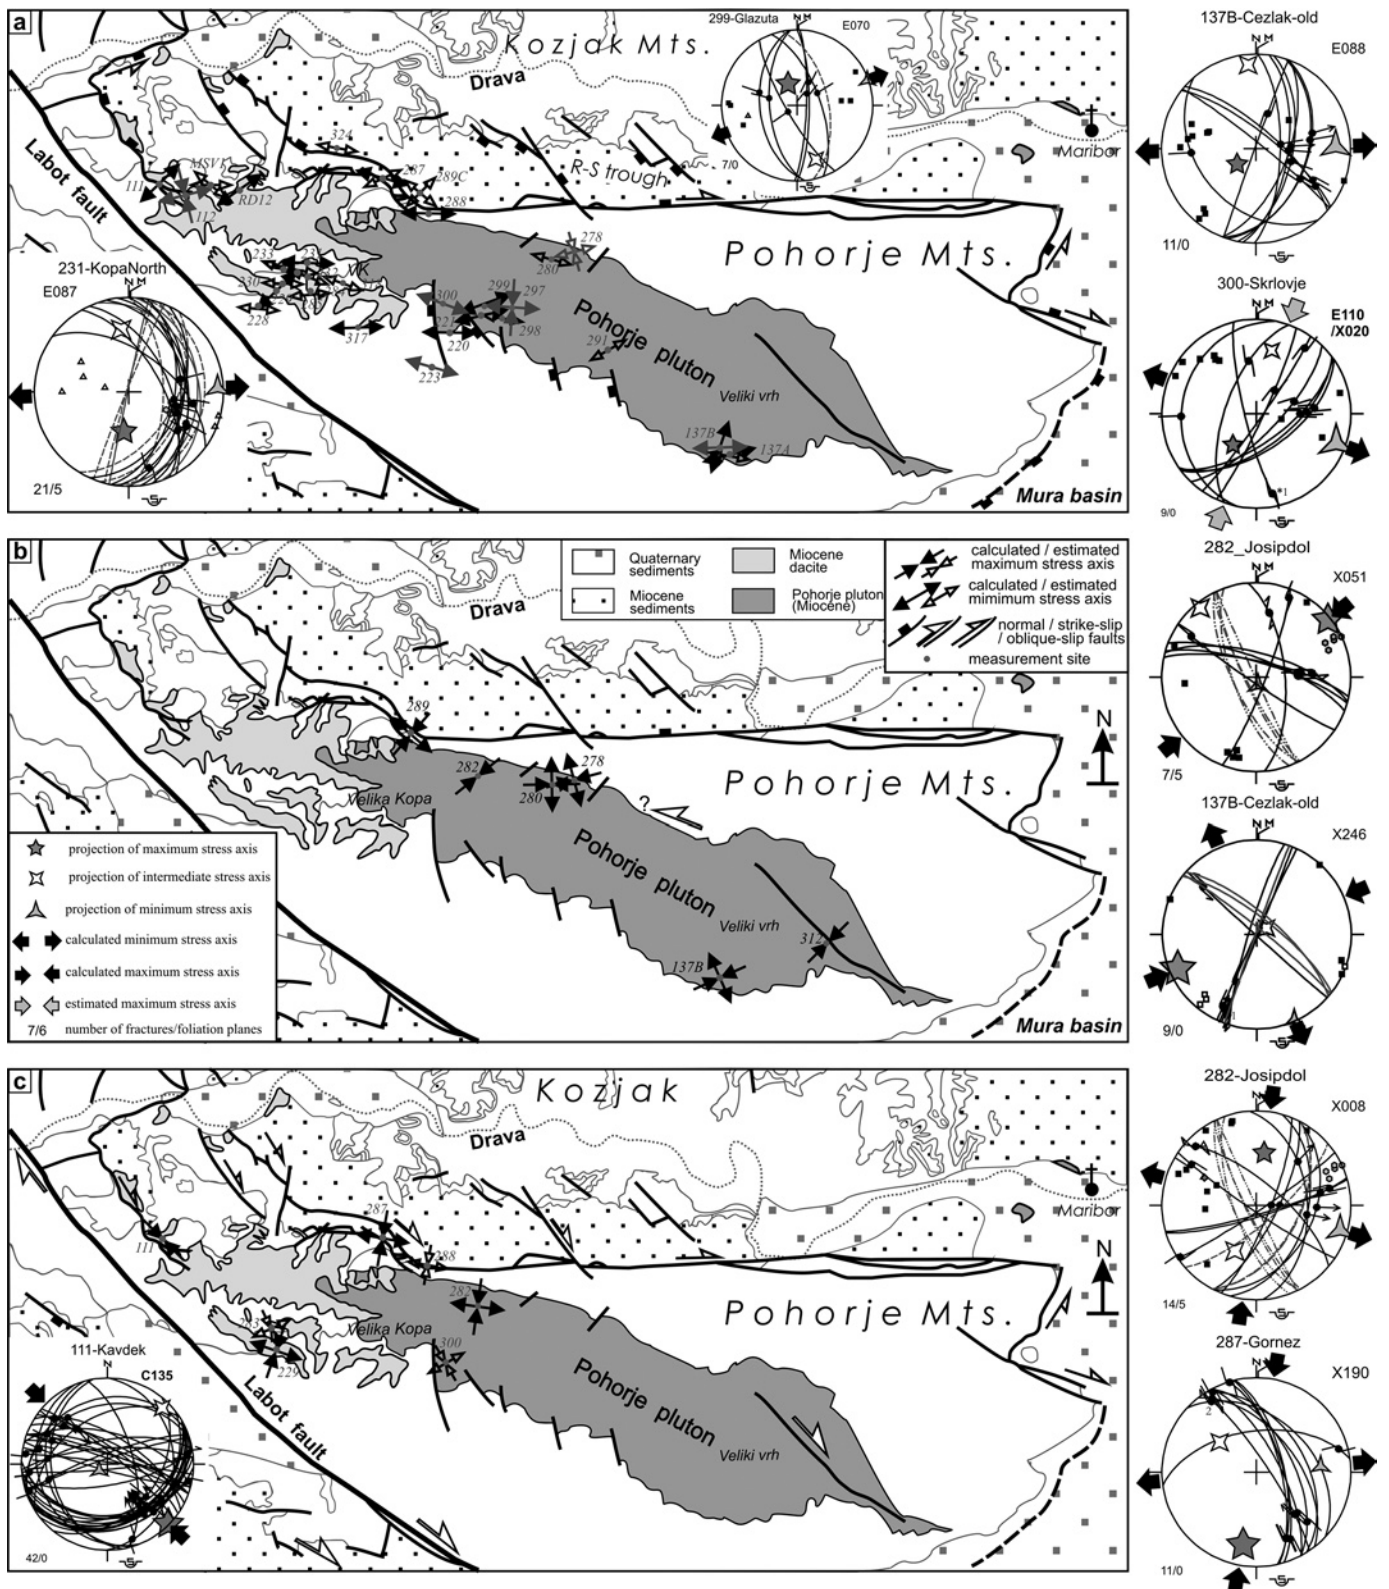 a
Kozjak Mts.
Drava
299-Glazuta
E070
N M
7/0
S
R-S trough
Maribor
Labot fault
324
MSV1
111
112
RD12
287
289C
288
278
280
233
230
228
317
300
299
297
221
298
220
223
291
Pohorje Mts.
Pohorje pluton
Veliki vrh
137B
137A
Mura basin
231-KopaNorth
E087
N M
21/5
S
137B-Cezlak-old
N M
E088
11/0
S
300-Skrlovje
N M
E110
/X020
*1
9/0
S
b
Drava
Quaternary
sediments
Miocene
sediments
Miocene
dacite
Pohorje pluton
(Miocene)
calculated / estimated
maximum stress axis
calculated / estimated
mimimum stress axis
normal / strike-slip
/ oblique-slip faults
measurement site
N
289
282
278
280
?
Velika Kopa
Pohorje Mts.
Pohorje pluton
Veliki vrh
312
137B
Mura basin
projection of maximum stress axis
projection of intermediate stress axis
projection of minimum stress axis
calculated minimum stress axis
calculated maximum stress axis
estimated maximum stress axis
7/6 number of fractures/foliation planes
282_Josipdol
N M
X051
7/5
S
137B-Cezlak-old
N M
X246
1
9/0
S
c
Kozjak
Drava
Maribor
N
287
111
288
282
283
229
300
Velika Kopa
Labot fault
Pohorje Mts.
Pohorje pluton
Veliki vrh
Mura basin
111-Kavdek
N
C135
42/0
S
282-Josipdol
N M
X008
14/5
S
287-Gornez
N M
X190
2
11/0
S